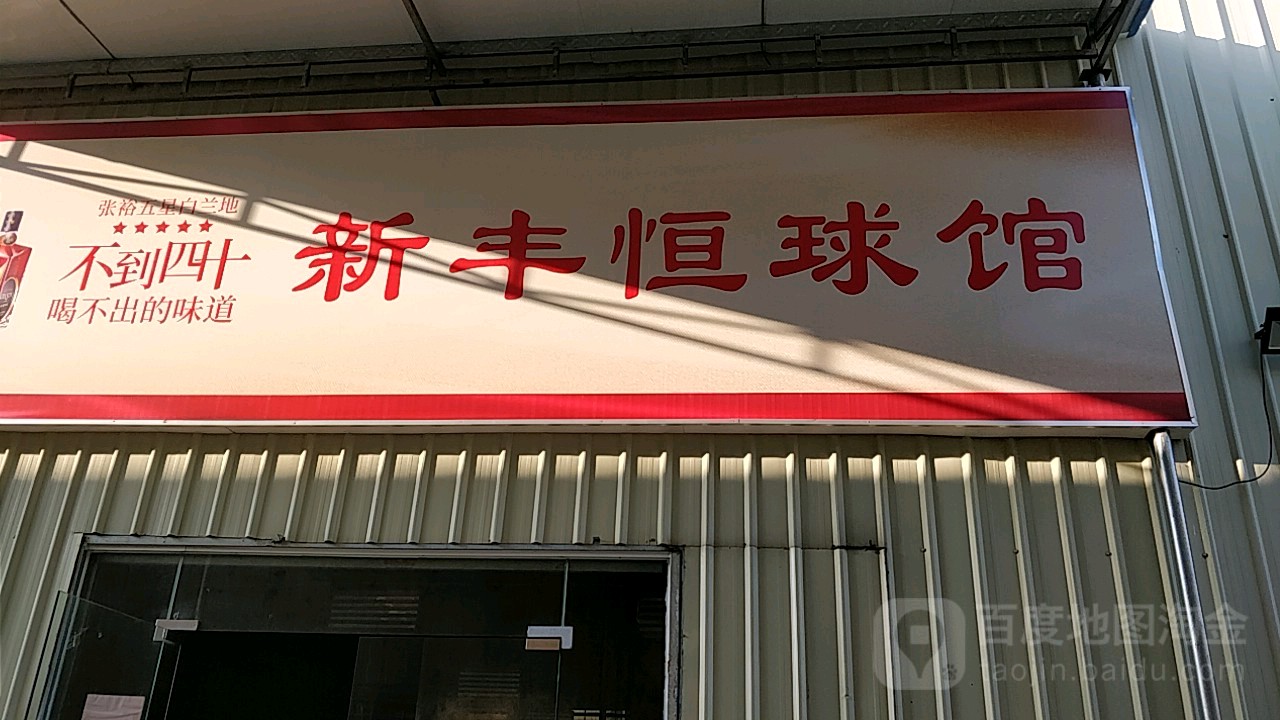 张裕五星白兰地
不到四十
喝不出的味道
新丰恒球馆
百度地图淘金
taojin.baidu.com